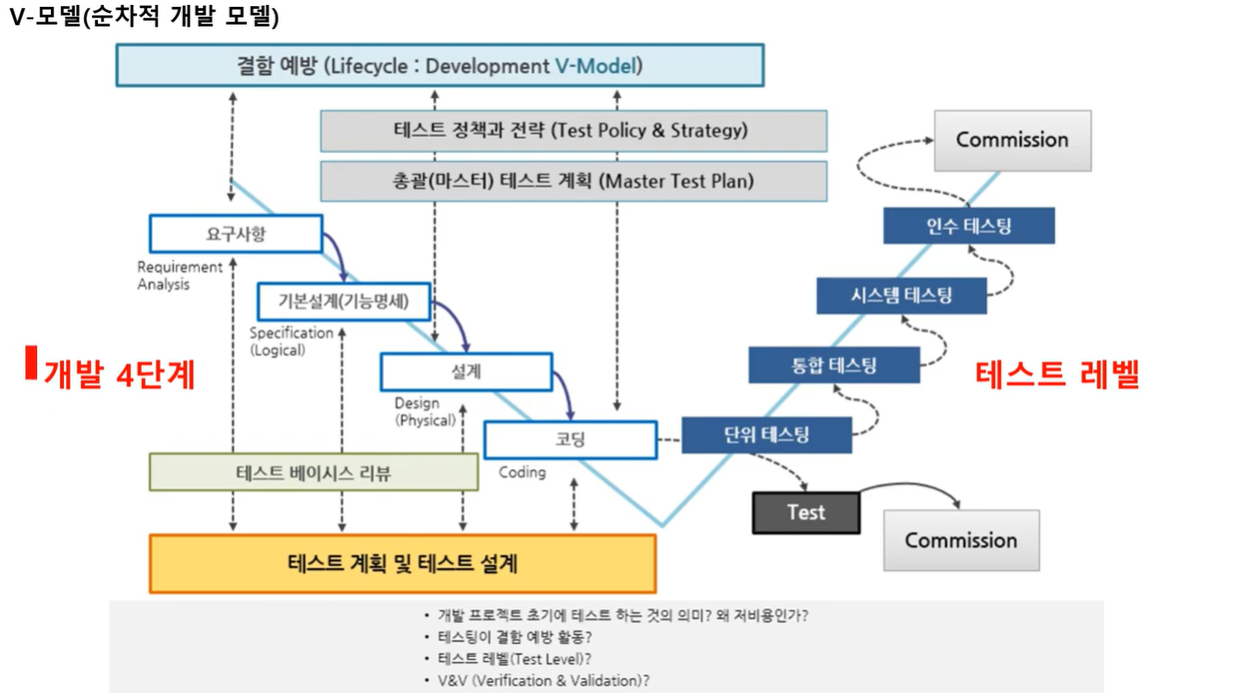 V-모델(순차적 개발 모델)
결함 예방 (Lifecycle : Development V-Model)
테스트 정책과 전략 (Test Policy & Strategy)
총괄(마스터) 테스트 계획 (Master Test Plan)
Commission
인수 테스팅
요구사항
Requirement
Analysis
기본설계(기능명세)
Specification
(Logical)
시스템 테스팅
개발 4단계
설계
Design
(Physical)
통합 테스팅
테스트 레벨
코딩
Coding
단위 테스팅
테스트 베이시스 리뷰
Test
Commission
테스트 계획 및 테스트 설계
• 개발 프로젝트 초기에 테스트 하는 것의 의미? 왜 저비용인가?
• 테스팅이 결함 예방 활동?
• 테스트 레벨(Test Level)?
• V&V (Verification & Validation)?